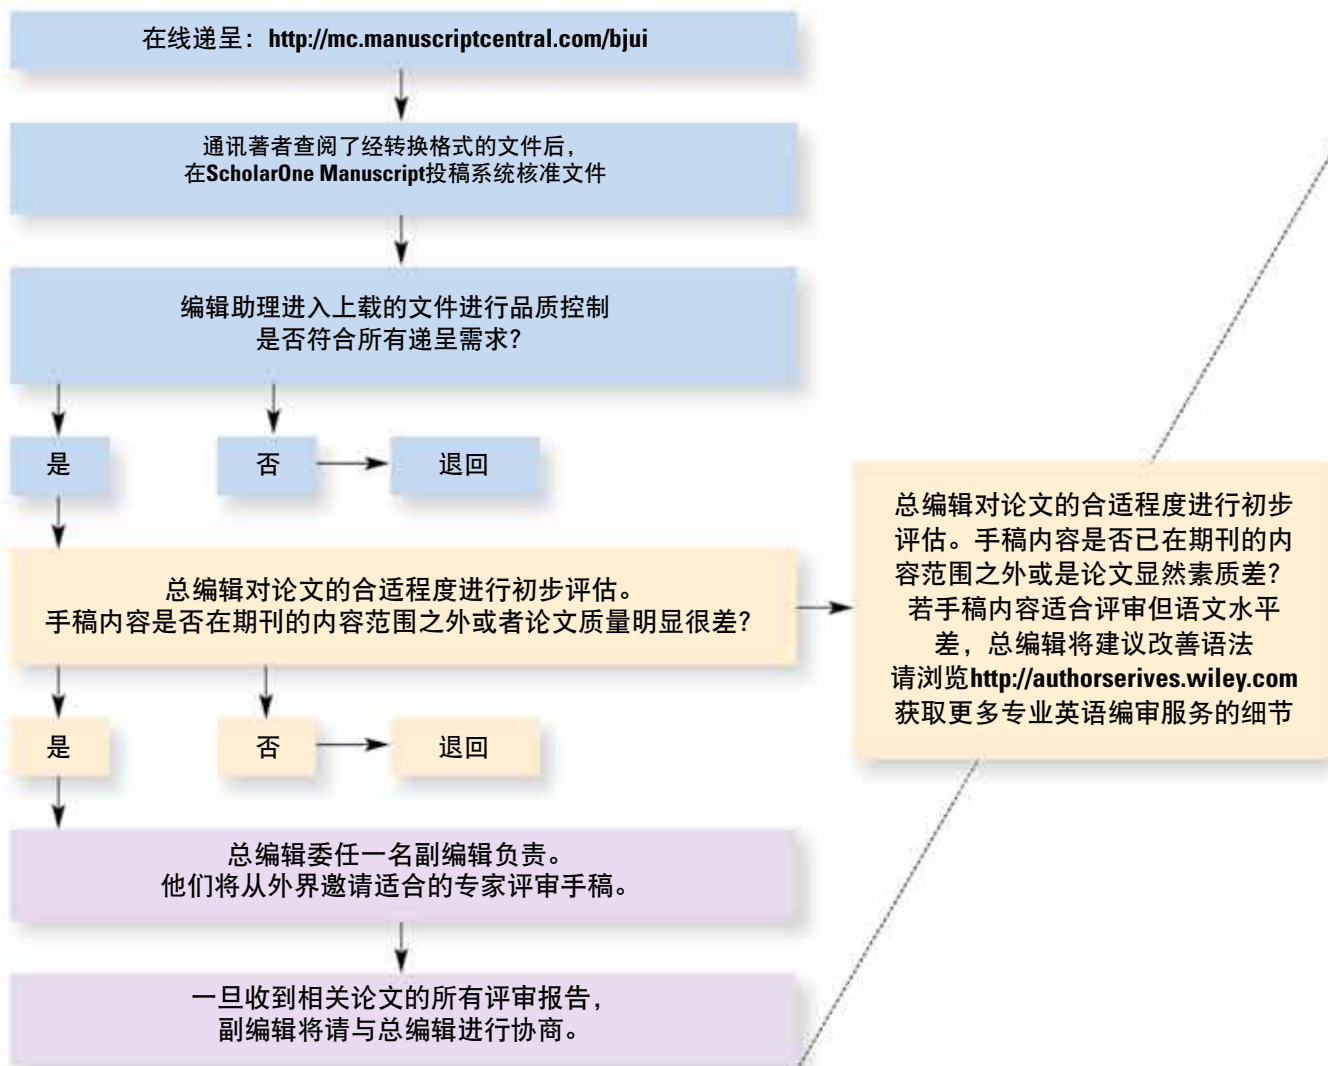 在线递呈：http://mc.manuscriptcentral.com/bjui
通讯著者查阅了经转换格式的文件后，
在ScholarOne Manuscript投稿系统核准文件
编辑助理进入上载的文件进行品质控制
是否符合所有递呈需求？
是
否
退回
总编辑对论文的合适程度进行初步评估。
手稿内容是否在期刊的内容范围之外或者论文质量明显很差？
总编辑对论文的合适程度进行初步
评估。手稿内容是否已在期刊的内
容范围之外或是论文显然素质差？
若手稿内容适合评审但语文水平
差，总编辑将建议改善语法
请浏览http://authorserives.wiley.com
获取更多专业英语编审服务的细节
是
否
退回
总编辑委任一名副编辑负责。
他们将从外界邀请适合的专家评审手稿。
一旦收到相关论文的所有评审报告，
副编辑将请与总编辑进行协商。